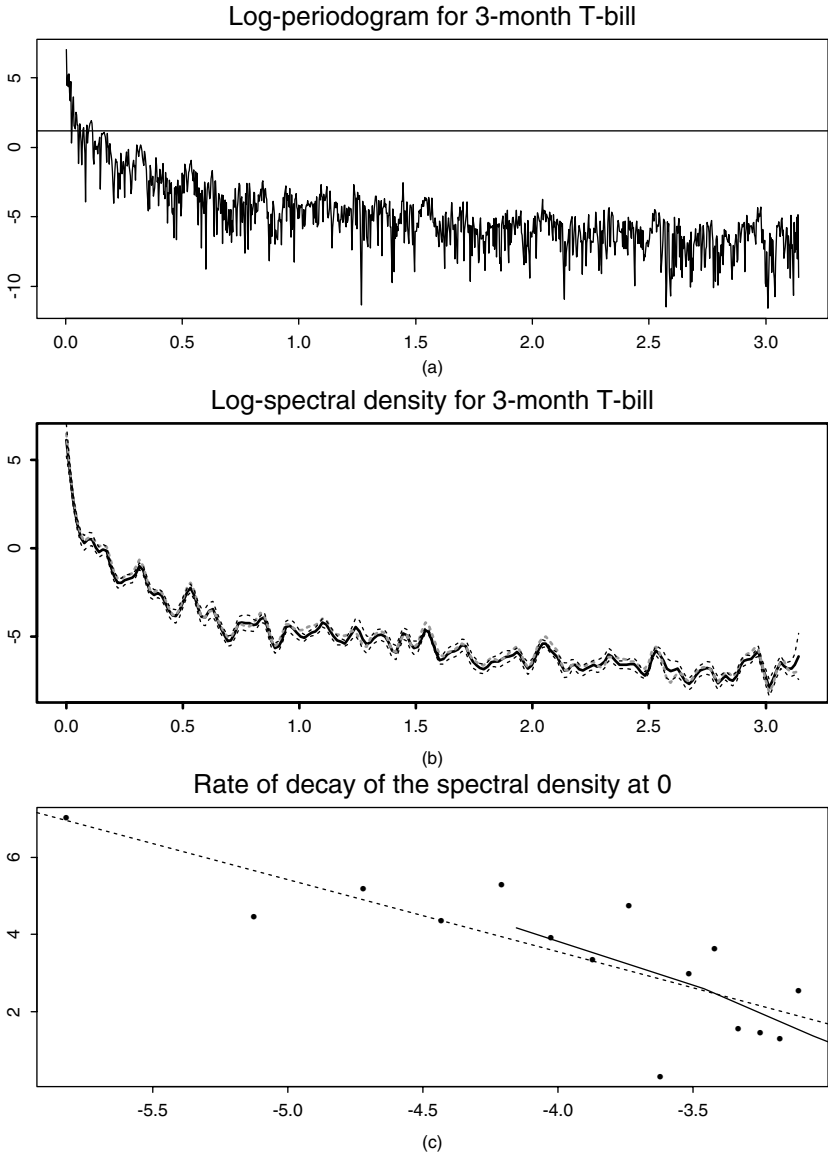 Log-periodogram for 3-month T-bill
5
0
-5
-10
0.0 0.5 1.0 1.5 2.0 2.5 3.0
(a)
Log-spectral density for 3-month T-bill
5
0
-5
0.0 0.5 1.0 1.5 2.0 2.5 3.0
(b)
Rate of decay of the spectral density at 0
6
4
2
-5.5 -5.0 -4.5 -4.0 -3.5
(c)